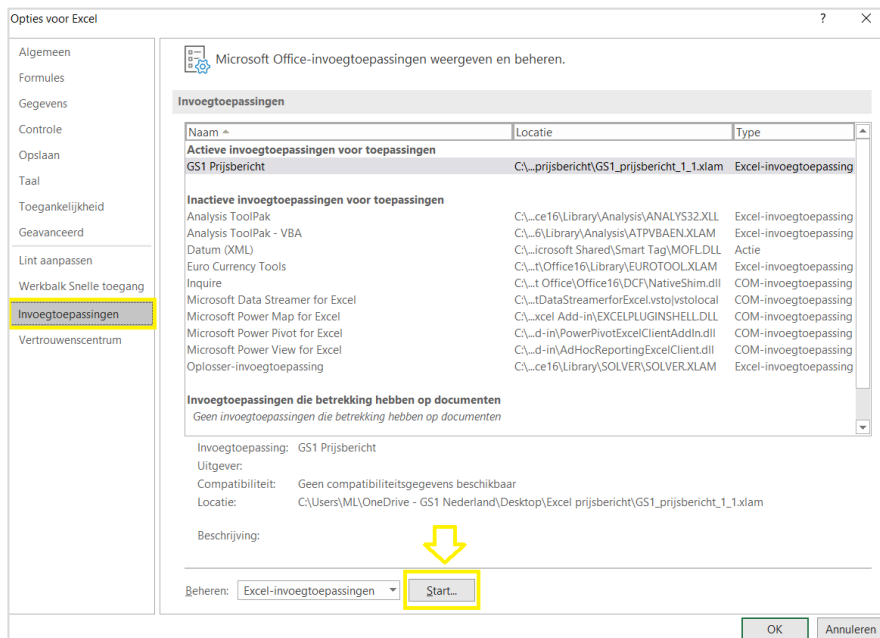 Opties voor Excel ? ×
Algemeen
Formules
Gegevens
Controle
Opslaan
Taal
Toegankelijkheid
Geavanceerd
Lint aanpassen
Werkbalk Snelle toegang
Invoegtoepassingen
Vertrouwenscentrum
Microsoft Office-invoegtoepassingen weergeven en beheren.
Invoegtoepassingen
Naam Locatie Type
Actieve invoegtoepassingen voor toepassingen
GS1 Prijsbericht C:\...prijsbericht\GS1_prijsbericht_1_1.xlam Excel-invoegtoepassing
Inactieve invoegtoepassingen voor toepassingen
Analysis ToolPak C:\...ce16\Library\Analysis\ANALYS32.XLL Excel-invoegtoepassing
Analysis ToolPak - VBA C:\...6\Library\Analysis\ATPVBAEN.XLAM Excel-invoegtoepassing
Datum (XML) C:\...icrosoft Shared\Smart Tag\MOFL.DLL Actie
Euro Currency Tools C:\...t\Office16\Library\EUROTOOL.XLAM Excel-invoegtoepassing
Inquire C:\...t Office\Office16\DCF\NativeShim.dll COM-invoegtoepassing
Microsoft Data Streamer for Excel C:\...tDataStreamerforExcel.vsto|vstolocal COM-invoegtoepassing
Microsoft Power Map for Excel C:\...xcel Add-in\EXCELPLUGINSHELL.DLL COM-invoegtoepassing
Microsoft Power Pivot for Excel C:\...d-in\PowerPivotExcelClientAddIn.dll COM-invoegtoepassing
Microsoft Power View for Excel C:\...d-in\AdHocReportingExcelClient.dll COM-invoegtoepassing
Oplosser-invoegtoepassing C:\...ce16\Library\SOLVER\SOLVER.XLAM Excel-invoegtoepassing
Invoegtoepassingen die betrekking hebben op documenten
Geen invoegtoepassingen die betrekking hebben op documenten
Invoegtoepassing: GS1 Prijsbericht
Uitgever:
Compatibiliteit: Geen compatibiliteitsgegevens beschikbaar
Locatie: C:\Users\ML\OneDrive - GS1 Nederland\Desktop\Excel prijsbericht\GS1_prijsbericht_1_1.xlam
Beschrijving:
Beheren: Excel-invoegtoepassingen Start...
OK Annuleren